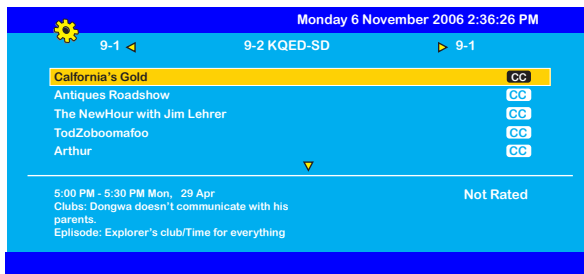 Monday 6 November 2006 2:36:26 PM
9-1 9-2 KQED-SD 9-1
Calfornia's Gold CC
Antiques Roadshow CC
The NewHour with Jim Lehrer CC
TodZoboomafoo CC
Arthur CC
5:00 PM - 5:30 PM Mon, 29 Apr Not Rated
Clubs: Dongwa doesn't communicate with his
parents.
Eplisode: Explorer's club/Time for everything